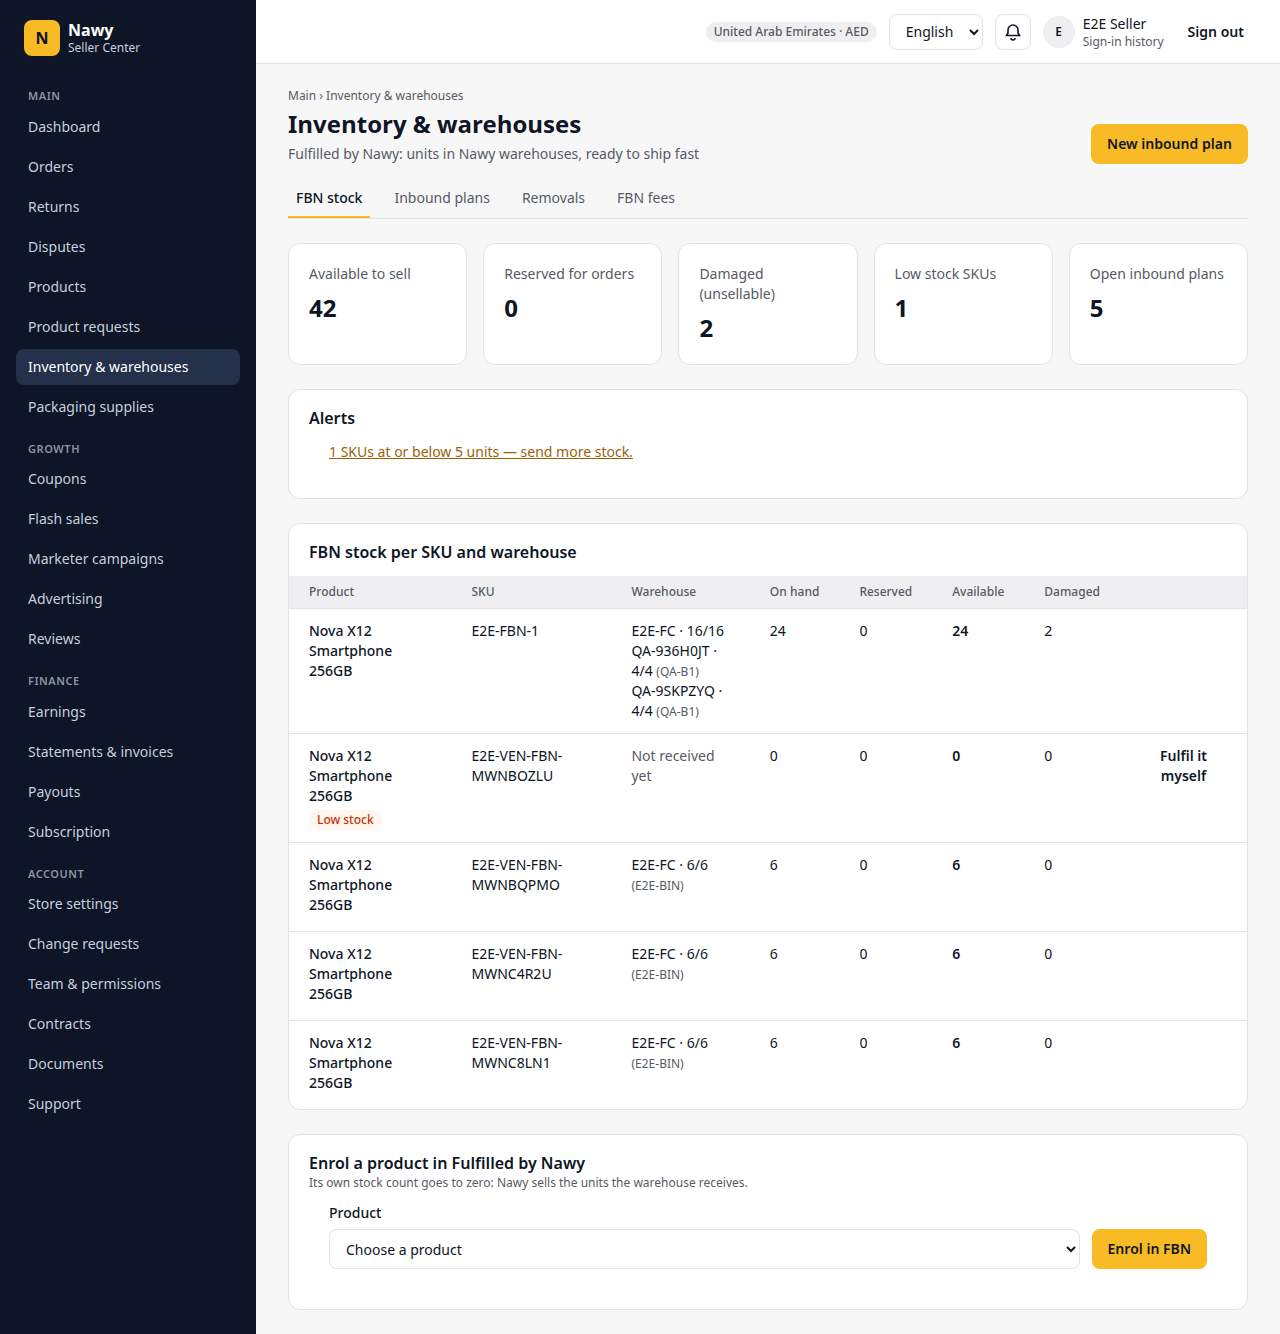 N
Nawy
Seller Center
United Arab Emirates · AED
English
E
E2E Seller
Sign-in history
Sign out
MAIN
Dashboard
Orders
Returns
Disputes
Products
Product requests
Inventory & warehouses
Packaging supplies
GROWTH
Coupons
Flash sales
Marketer campaigns
Advertising
Reviews
FINANCE
Earnings
Statements & invoices
Payouts
Subscription
ACCOUNT
Store settings
Change requests
Team & permissions
Contracts
Documents
Support
Main › Inventory & warehouses
Inventory & warehouses
Fulfilled by Nawy: units in Nawy warehouses, ready to ship fast
New inbound plan
FBN stock Inbound plans Removals FBN fees
Available to sell
42
Reserved for orders
0
Damaged
(unsellable)
2
Low stock SKUs
1
Open inbound plans
5
Alerts
1 SKUs at or below 5 units — send more stock.
FBN stock per SKU and warehouse
Product SKU Warehouse On hand Reserved Available Damaged
Nova X12 E2E-FBN-1 E2E-FC · 16/16 24 0 24 2
Smartphone QA-936H0JT ·
256GB 4/4 (QA-B1)
QA-9SKPZYQ ·
4/4 (QA-B1)
Nova X12 E2E-VEN-FBN- Not received 0 0 0 0 Fulfil it
Smartphone MWNBOZLU yet myself
256GB
Low stock
Nova X12 E2E-VEN-FBN- E2E-FC · 6/6 6 0 6 0
Smartphone MWNBQPMO (E2E-BIN)
256GB
Nova X12 E2E-VEN-FBN- E2E-FC · 6/6 6 0 6 0
Smartphone MWNC4R2U (E2E-BIN)
256GB
Nova X12 E2E-VEN-FBN- E2E-FC · 6/6 6 0 6 0
Smartphone MWNC8LN1 (E2E-BIN)
256GB
Enrol a product in Fulfilled by Nawy
Its own stock count goes to zero: Nawy sells the units the warehouse receives.
Product
Choose a product
Enrol in FBN